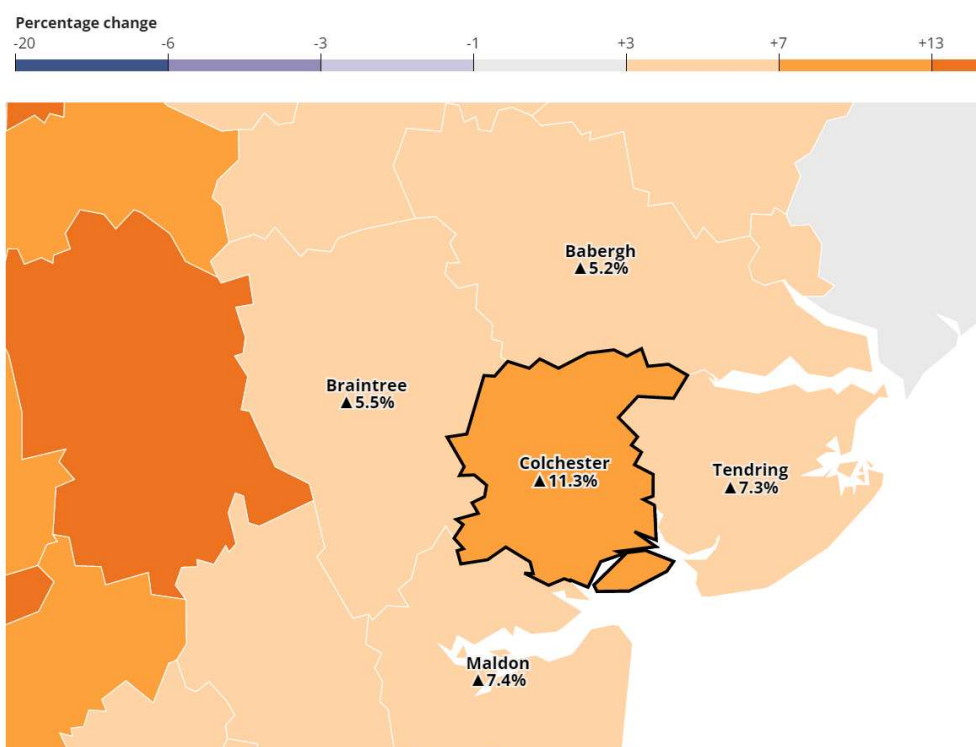 Percentage change
-20 -6 -3 -1 +3 +7 +13
Babergh
▲5.2%
Braintree
▲5.5%
Colchester
▲11.3%
Tendring
▲7.3%
Maldon
▲7.4%